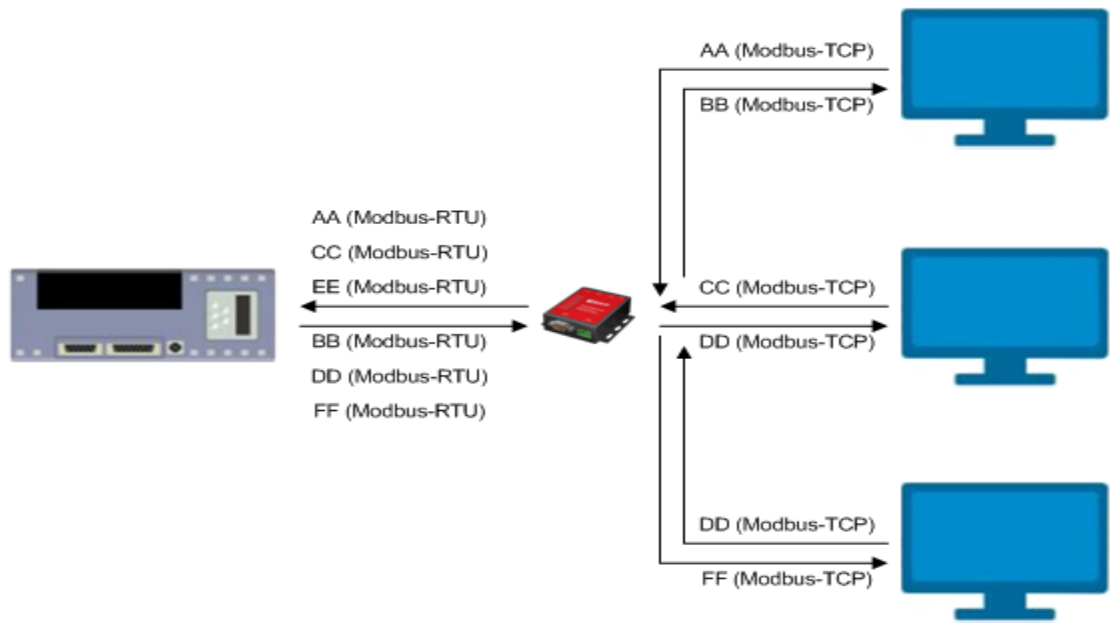 AA (Modbus-TCP)
BB (Modbus-TCP)
AA (Modbus-RTU)
CC (Modbus-RTU)
EE (Modbus-RTU)
BB (Modbus-RTU)
DD (Modbus-RTU)
FF (Modbus-RTU)
CC (Modbus-TCP)
DD (Modbus-TCP)
DD (Modbus-TCP)
FF (Modbus-TCP)